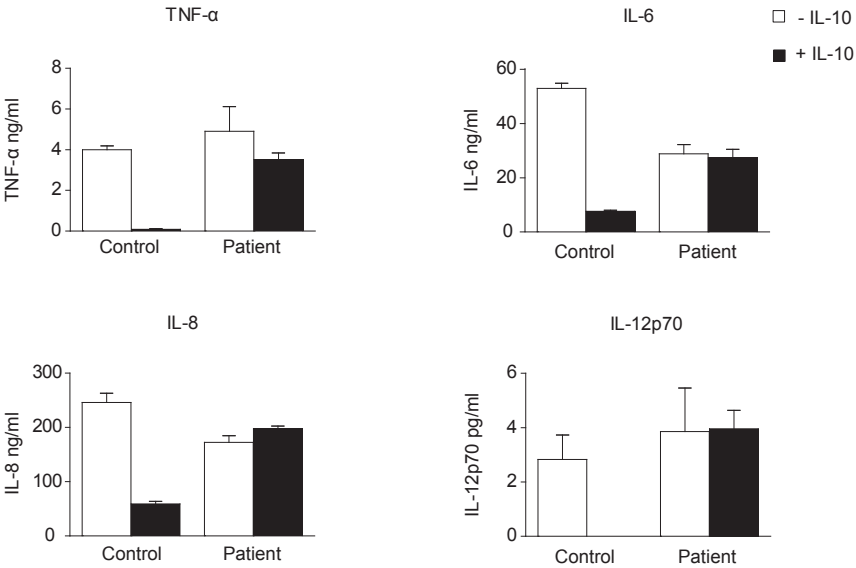 TNF-α
8
6
4
2
0
TNF-α ng/ml
Control Patient
IL-6
60
40
20
0
IL-6 ng/ml
Control Patient
- IL-10
+ IL-10
IL-8
300
200
100
0
IL-8 ng/ml
Control Patient
IL-12p70
6
4
2
0
IL-12p70 pg/ml
Control Patient